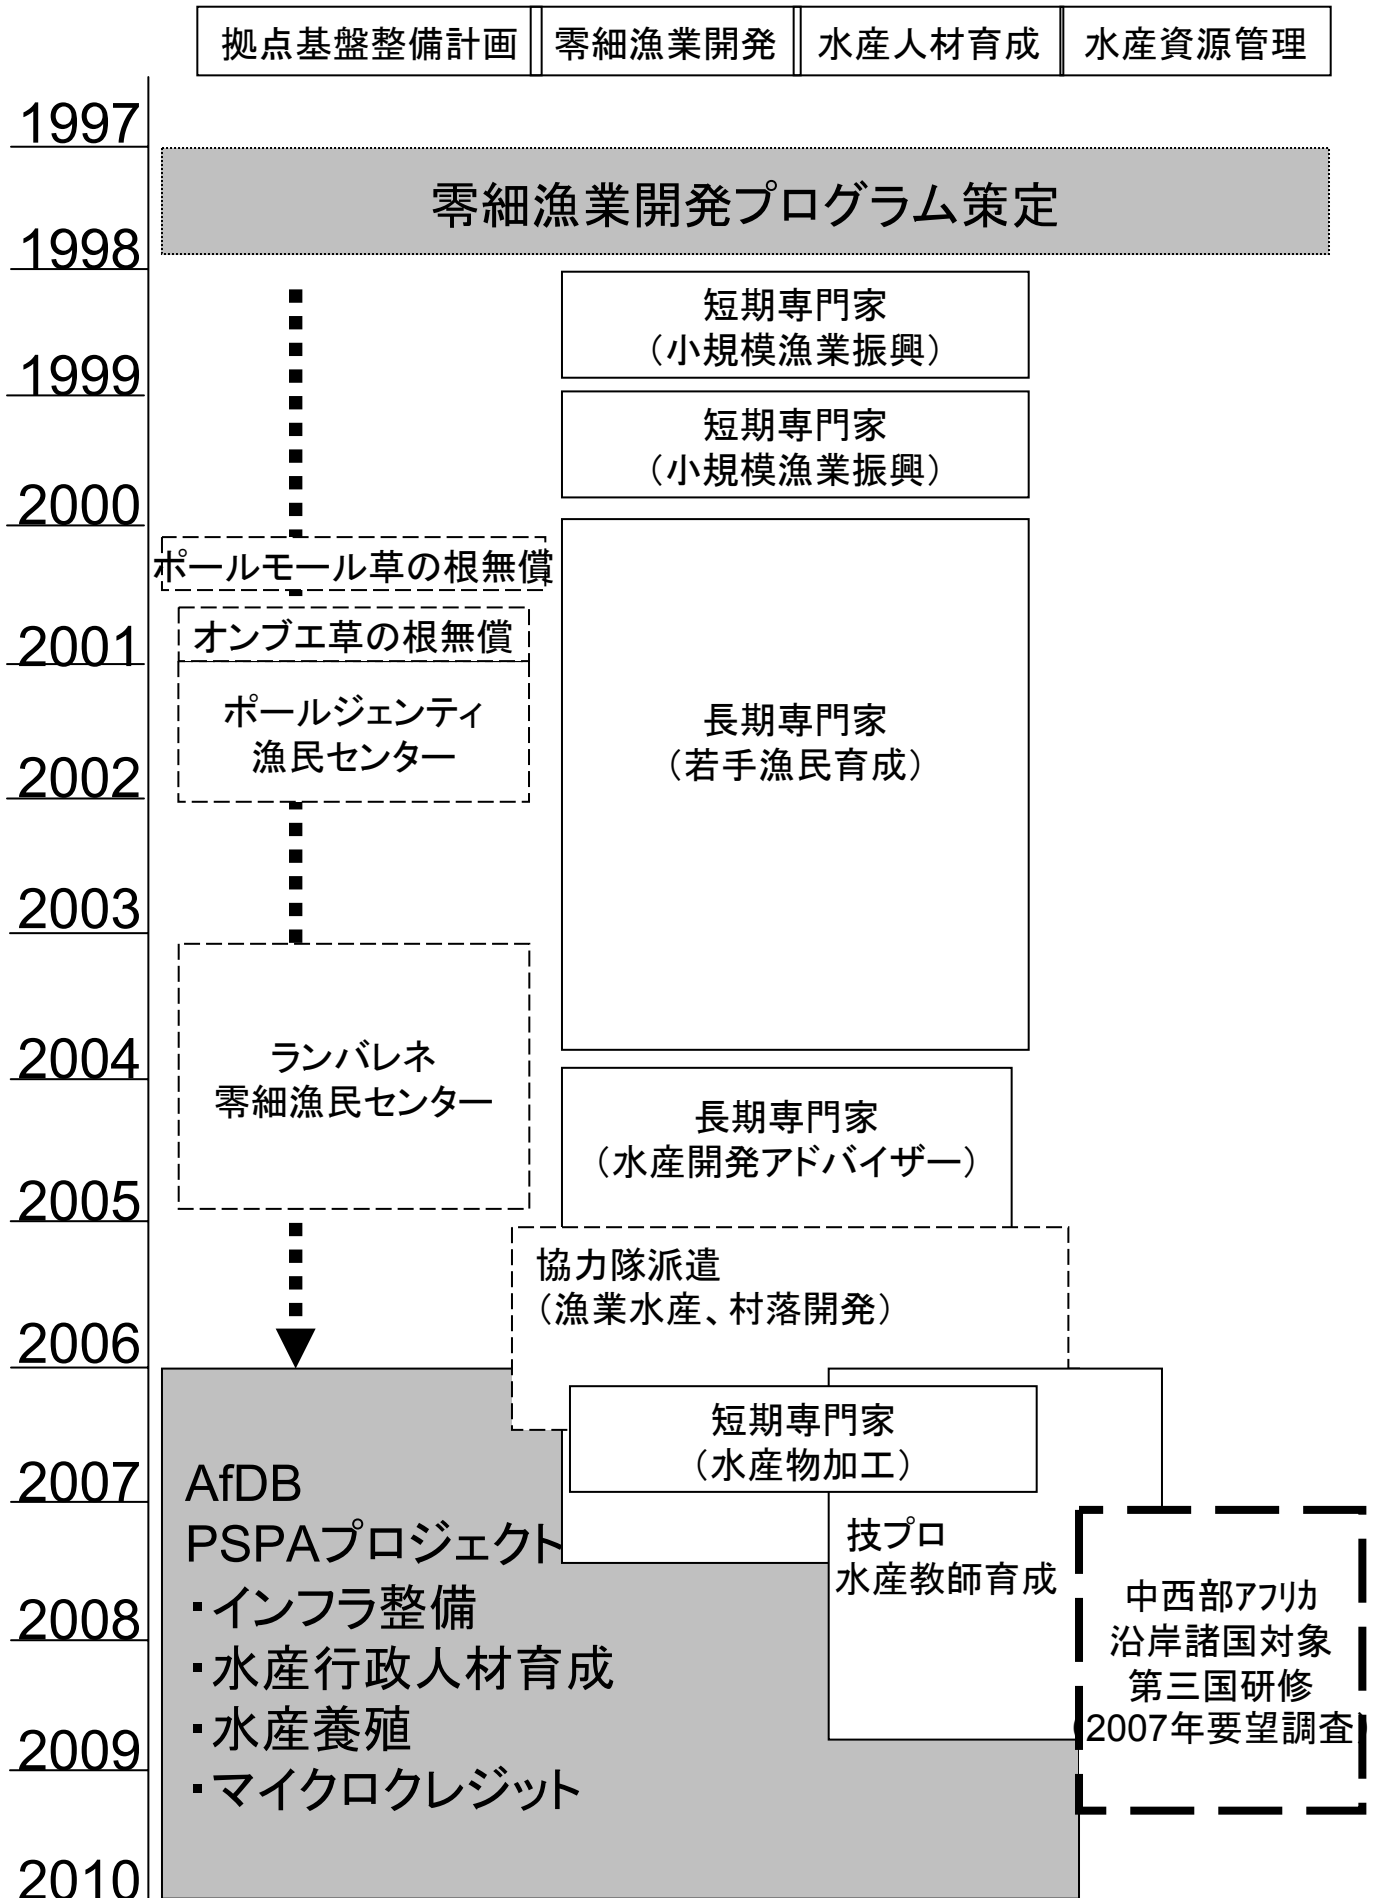 拠点基盤整備計画
零細漁業開発
水産人材育成
水産資源管理
1997
零細漁業開発プログラム策定
1998
短期専門家
（小規模漁業振興）
1999
短期専門家
（小規模漁業振興）
2000
ポールモール草の根無償
オンブエ草の根無償
2001
ポールジェンティ
漁民センター
長期専門家
（若手漁民育成）
2002
2003
ランバレネ
零細漁民センター
2004
長期専門家
（水産開発アドバイザー）
2005
協力隊派遣
（漁業水産、村落開発）
2006
短期専門家
（水産物加工）
2007
AfDB
PSPAプロジェクト
・インフラ整備
・水産行政人材育成
・水産養殖
・マイクロクレジット
技プロ
水産教師育成
中西部アフリカ
沿岸諸国対象
第三国研修
(2007年要望調査)
2008
2009
2010